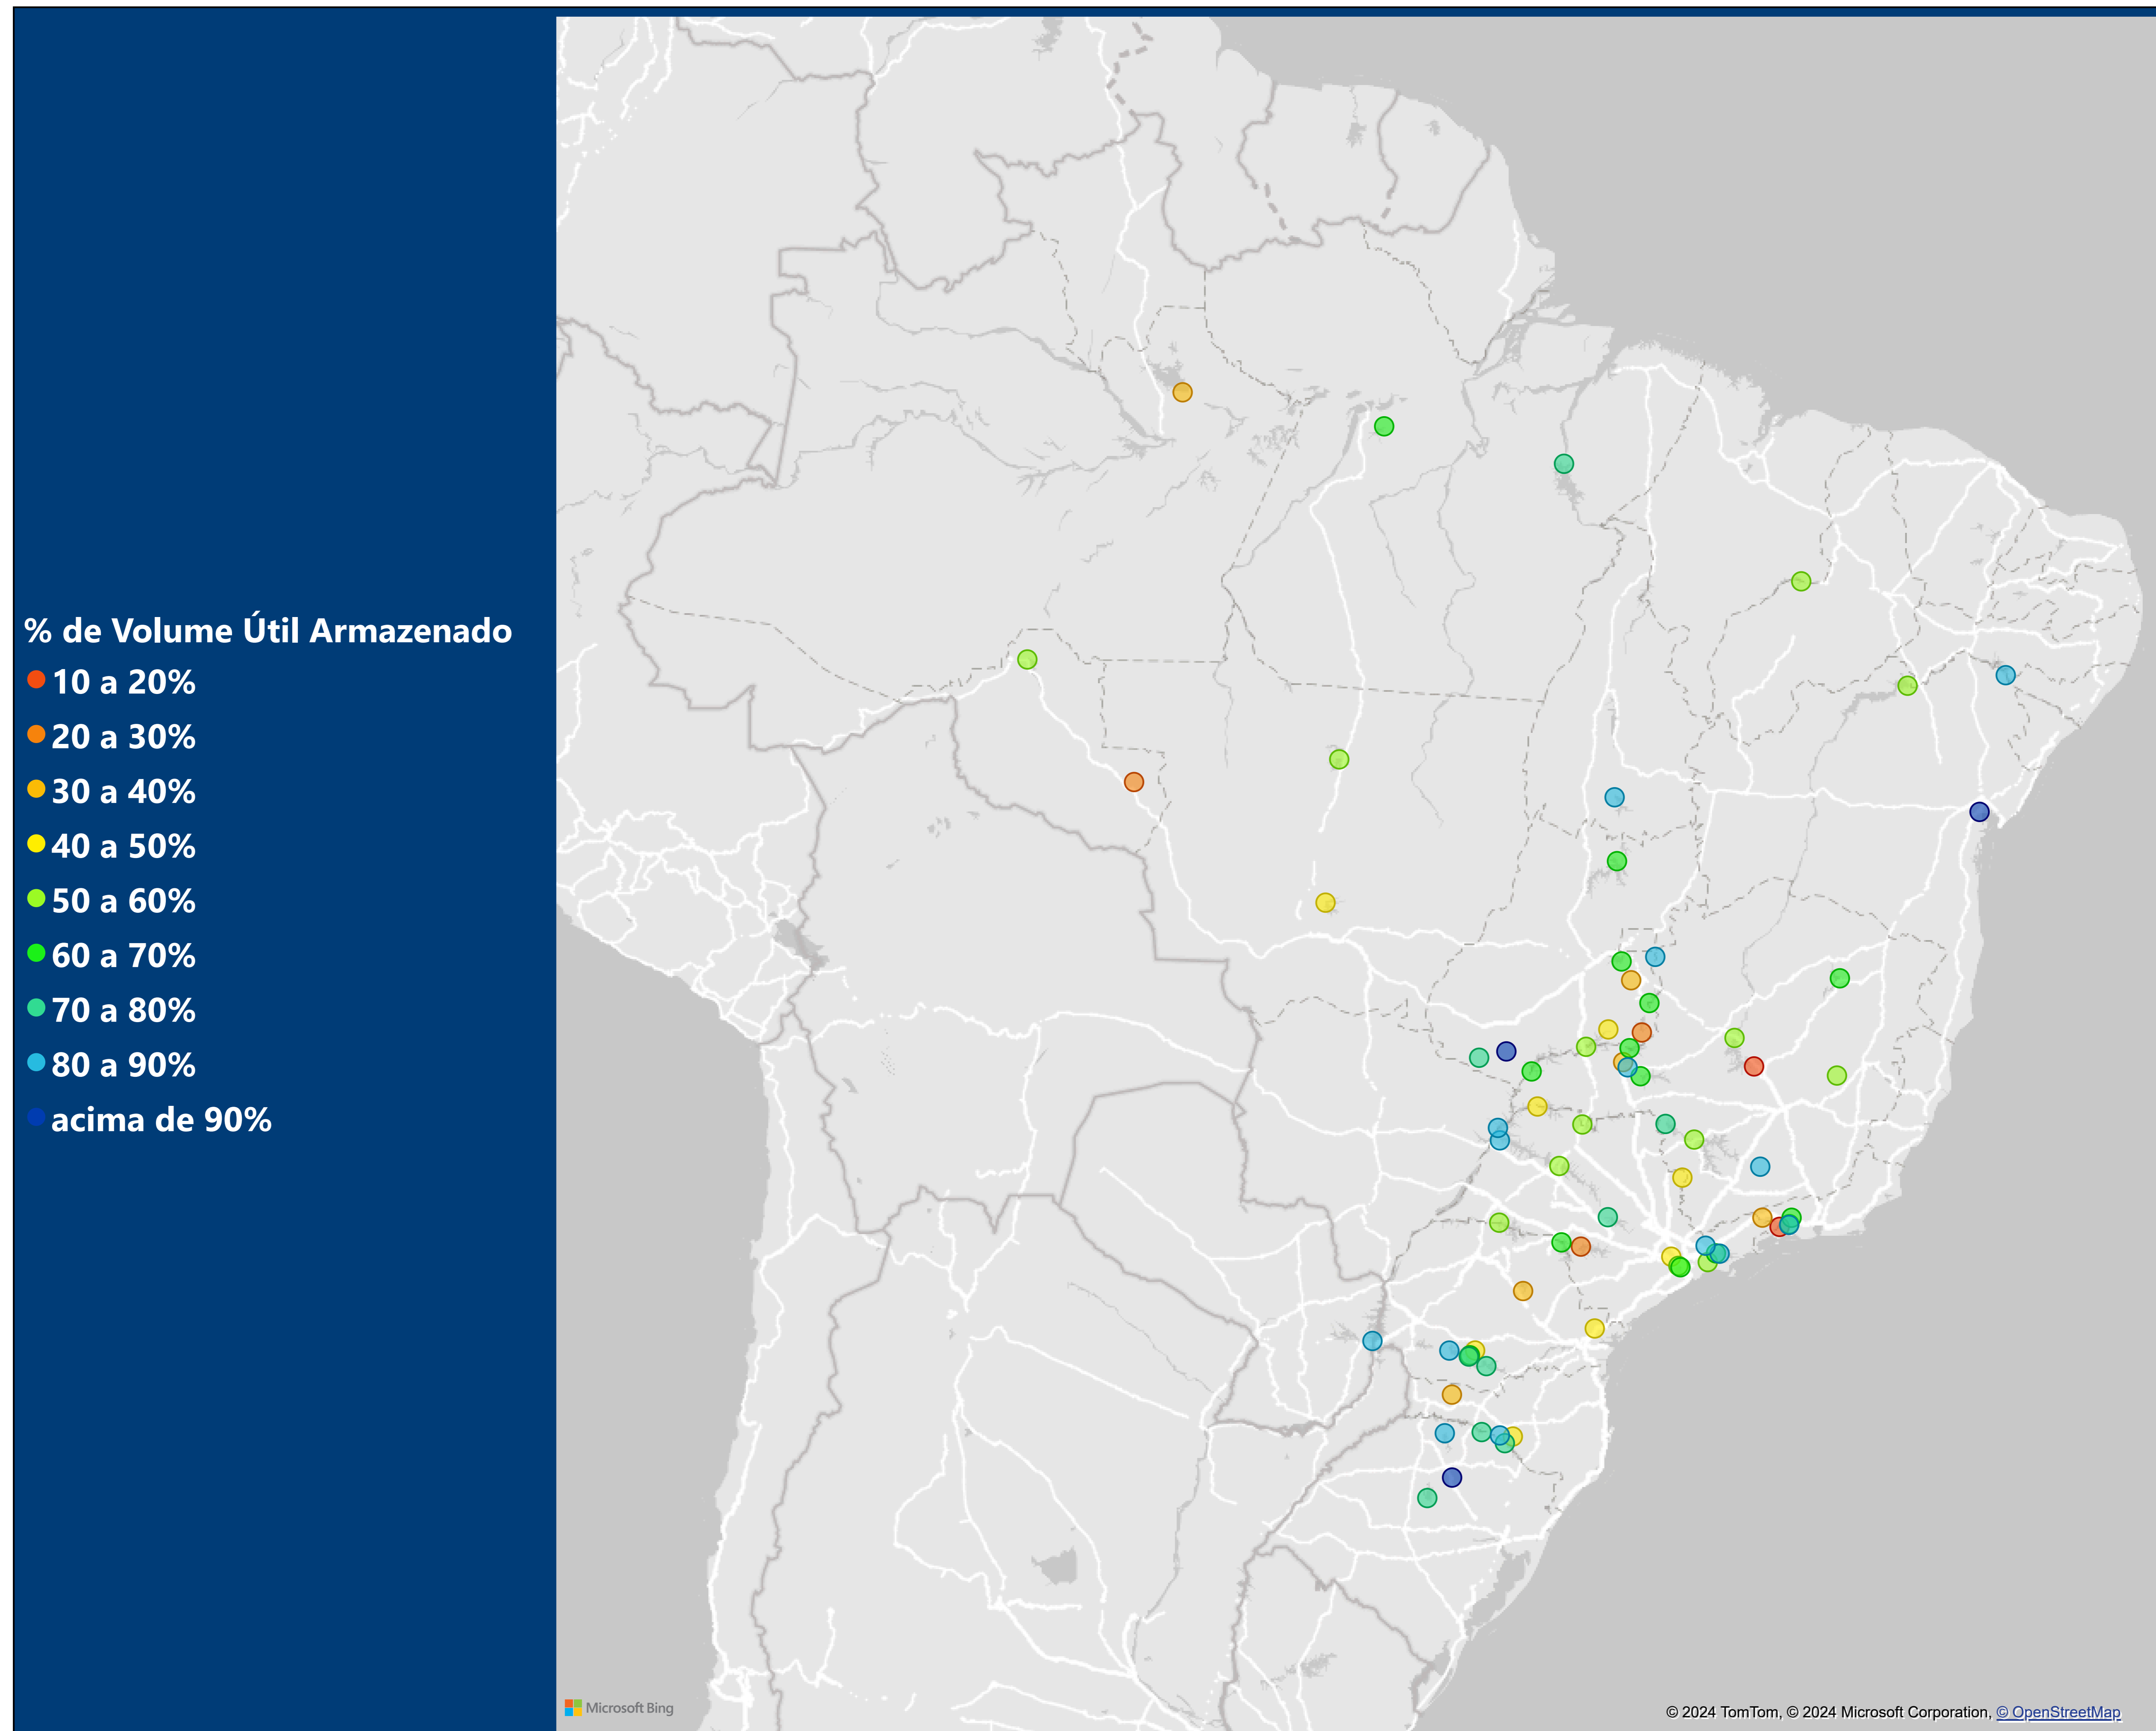 % de Volume Útil Armazenado
10 a 20%
20 a 30%
30 a 40%
40 a 50%
50 a 60%
60 a 70%
70 a 80%
80 a 90%
acima de 90%
Microsoft Bing
© 2024 TomTom, © 2024 Microsoft Corporation, © OpenStreetMap